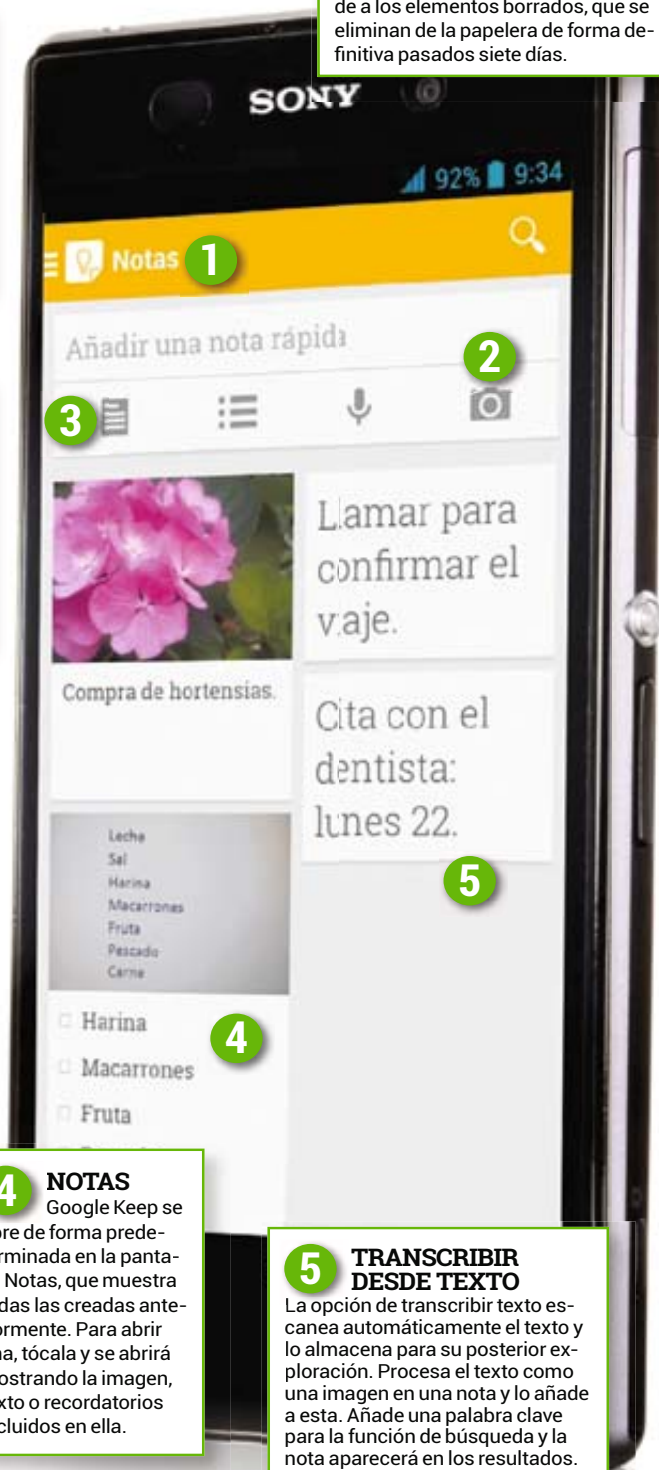 de a los elementos borrados, que se
eliminan de la papelera de forma de-
finitiva pasados siete días.
SONY
92% 9:34
Notas 1
Añadir una nota rápida
2
3
Llamar para
confirmar el
viaje.
Compra de hortensias.
Cita con el
dentista:
lunes 22.
5
Leche
Sal
Harina
Macarrones
Fruta
Pescado
Carne
Harina
4
Macarrones
Fruta
4 NOTAS
Google Keep se
re de forma prede-
rminada en la panta-
Notas, que muestra
das las creadas ante-
ormente. Para abrir
a, tócala y se abrirá
ostrando la imagen,
xto o recordatorios
cluidos en ella.
5 TRANSCRIBIR
DESDE TEXTO
La opción de transcribir texto es-
canea automáticamente el texto y
lo almacena para su posterior ex-
ploración. Procesa el texto como
una imagen en una nota y lo añade
a esta. Añade una palabra clave
para la función de búsqueda y la
nota aparecerá en los resultados.